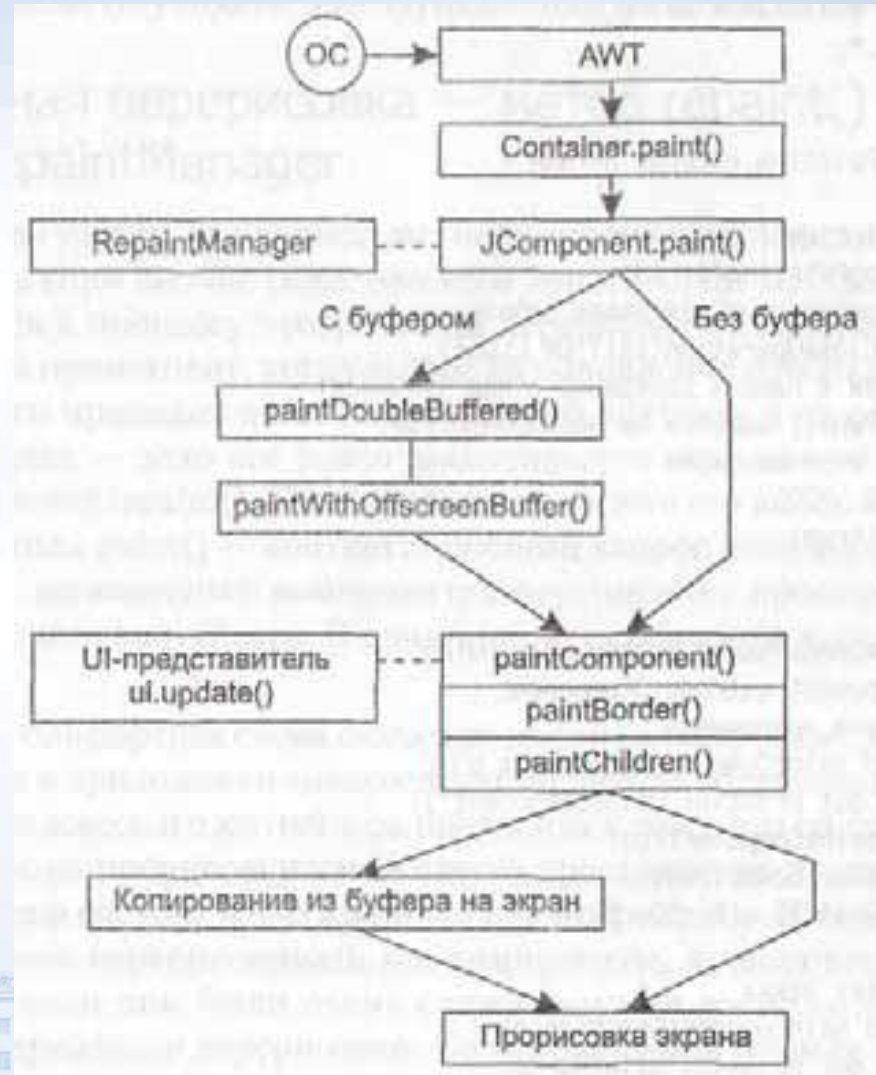 ОС
AWT
Container.paint()
RepaintManager
JComponent.paint()
С буфером
Без буфера
paintDoubleBuffered()
paintWithOffscreenBuffer()
UI-представитель
ui.update()
paintComponent()
paintBorder()
paintChildren()
Копирование из буфера на экран
Прорисовка экрана